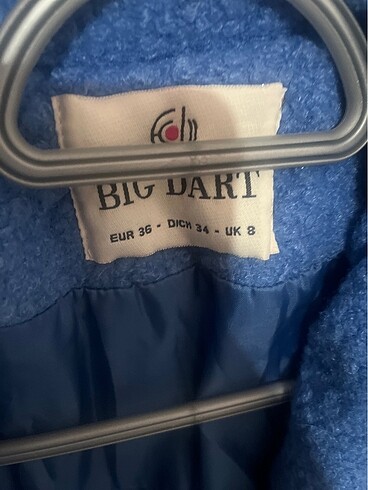 BIG DART
EUR 36 - DICH 34 - UK 8